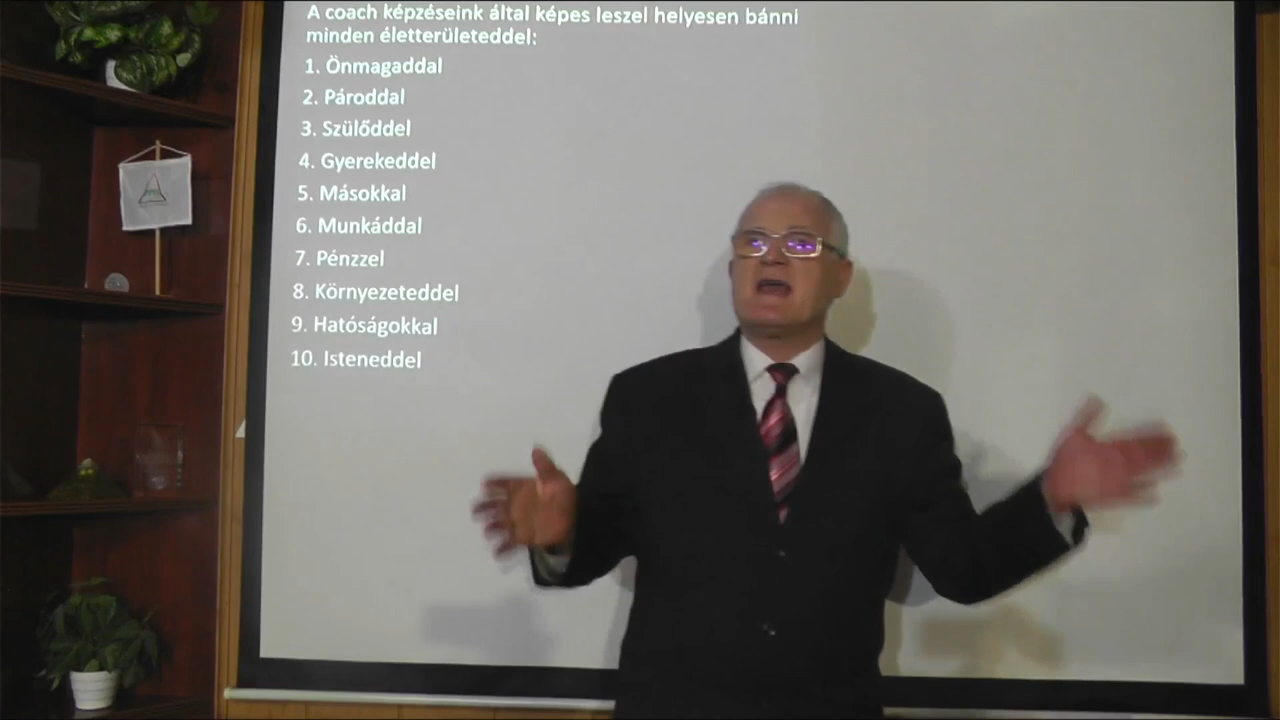 A coach képzéseink által képes leszel helyesen bánni
minden életterületeddel:
1. Önmagaddal
2. Pároddal
3. Szülőddel
4. Gyerekeddel
5. Másokkal
6. Munkáddal
7. Pénzzel
8. Környezeteddel
9. Hatóságokkal
10. Isteneddel